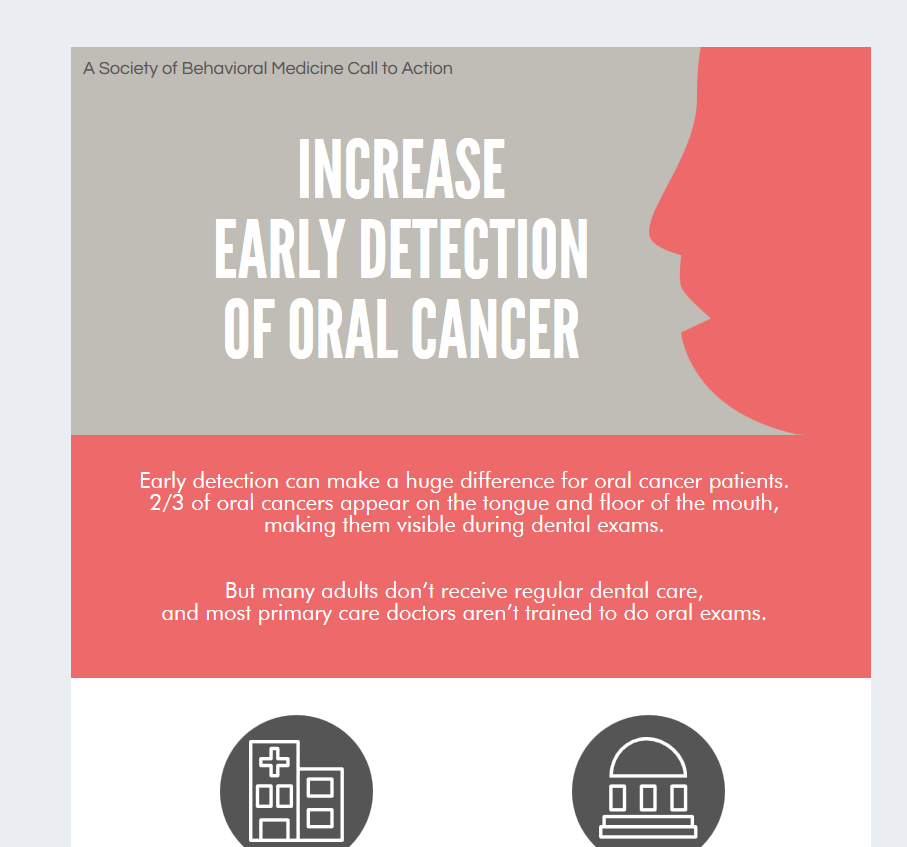 A Society of Behavioral Medicine Call to Action
INCREASE
EARLY DETECTION
OF ORAL CANCER
Early detection can make a huge difference for oral cancer patients.
2/3 of oral cancers appear on the tongue and floor of the mouth,
making them visible during dental exams.
But many adults don’t receive regular dental care,
and most primary care doctors aren’t trained to do oral exams.